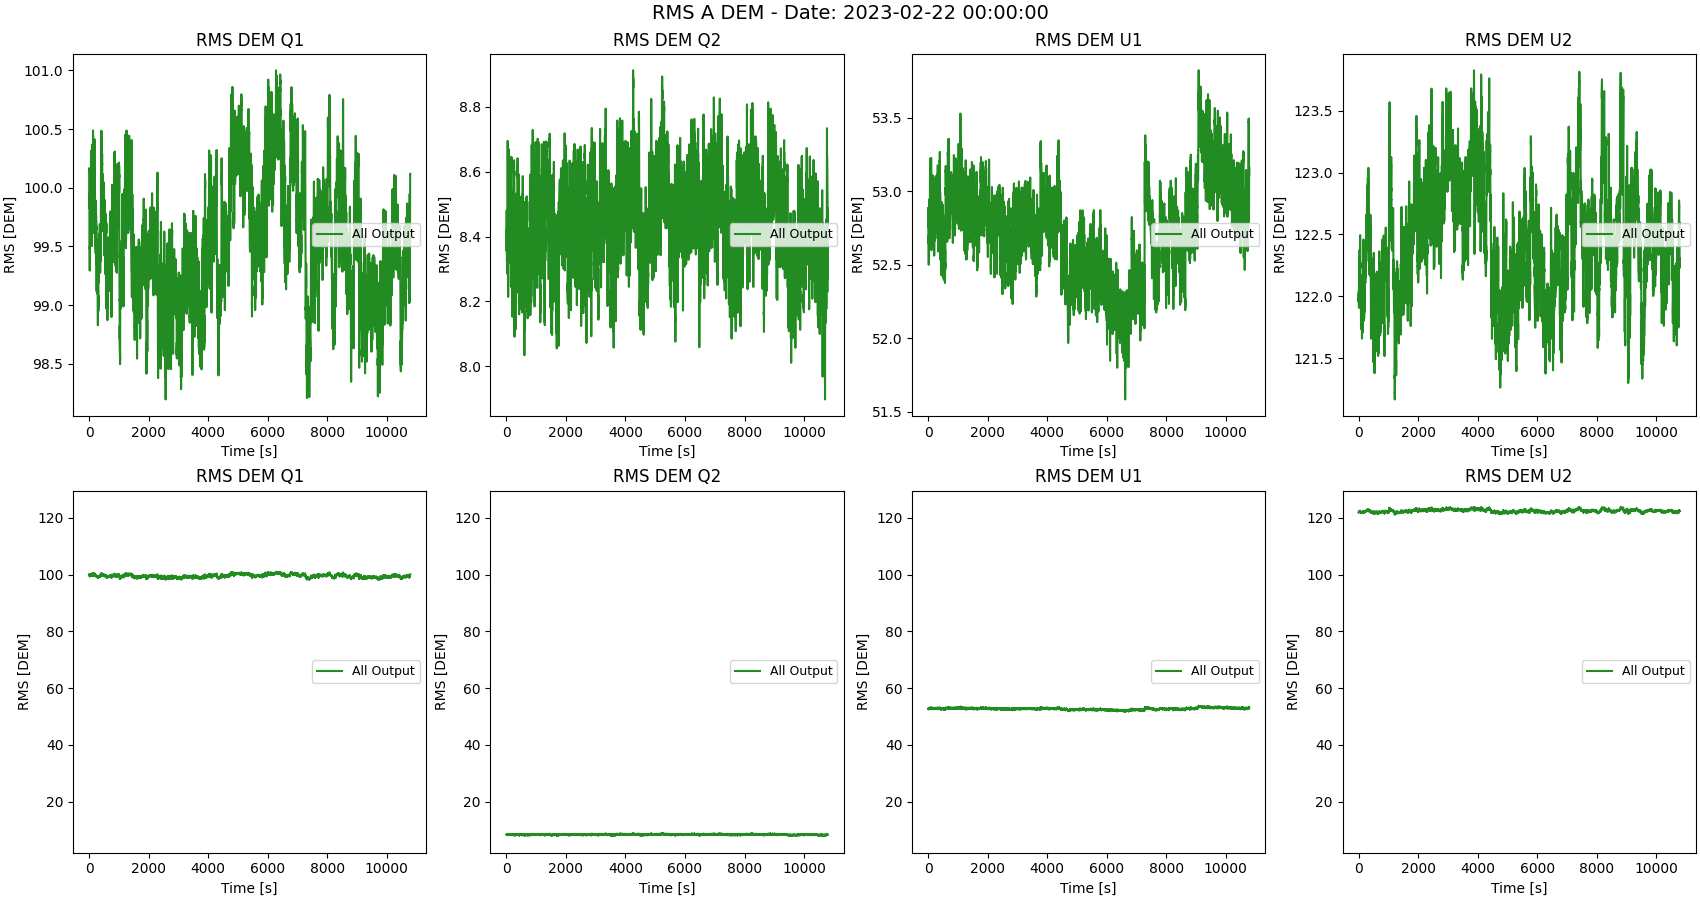 RMS A DEM - Date: 2023-02-22 00:00:00
RMS DEM Q1
RMS [DEM]
101.0
100.5
100.0
99.5
99.0
98.5
All Output
0 2000 4000 6000 8000 10000
Time [s]
RMS DEM Q2
RMS [DEM]
8.8
8.6
8.4
8.2
8.0
All Output
0 2000 4000 6000 8000 10000
Time [s]
RMS DEM U1
RMS [DEM]
53.5
53.0
52.5
52.0
51.5
All Output
0 2000 4000 6000 8000 10000
Time [s]
RMS DEM U2
RMS [DEM]
123.5
123.0
122.5
122.0
121.5
All Output
0 2000 4000 6000 8000 10000
Time [s]
RMS DEM Q1
RMS [DEM]
120
100
80
60
40
20
All Output
0 2000 4000 6000 8000 10000
Time [s]
RMS DEM Q2
RMS [DEM]
120
100
80
60
40
20
All Output
0 2000 4000 6000 8000 10000
Time [s]
RMS DEM U1
RMS [DEM]
120
100
80
60
40
20
All Output
0 2000 4000 6000 8000 10000
Time [s]
RMS DEM U2
RMS [DEM]
120
100
80
60
40
20
All Output
0 2000 4000 6000 8000 10000
Time [s]